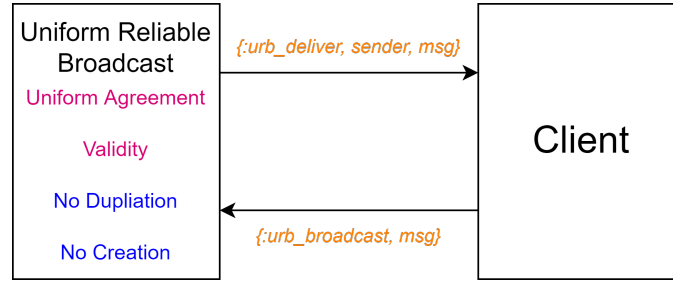 Uniform Reliable
Broadcast
Uniform Agreement
Validity
No Dupliation
No Creation
{:urb_deliver, sender, msg}
{:urb_broadcast, msg}
Client